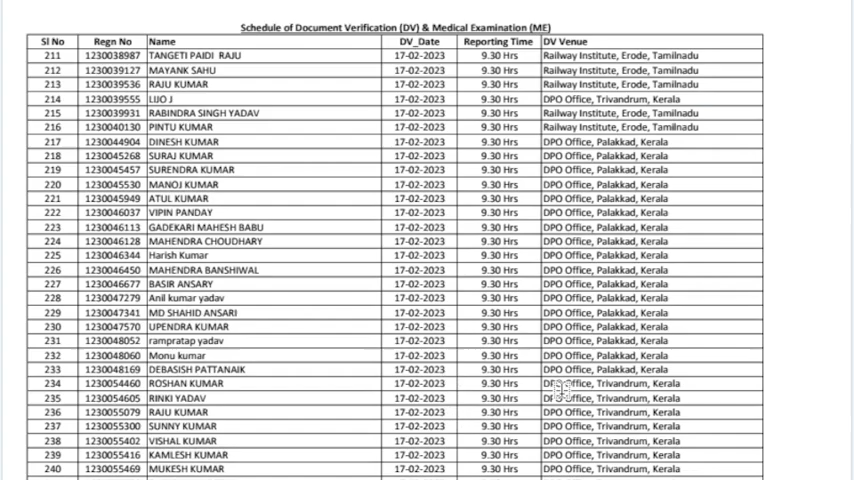 Schedule of Document Verification (DV) & Medical Examination (ME)
Sl No Regn No Name DV_Date Reporting Time DV Venue
211 1230038987 TANGETI PAIDI RAJU 17-02-2023 9.30 Hrs Railway Institute, Erode, Tamilnadu
212 1230039127 MAYANK SAHU 17-02-2023 9.30 Hrs Railway Institute, Erode, Tamilnadu
213 1230039536 RAJU KUMAR 17-02-2023 9.30 Hrs Railway Institute, Erode, Tamilnadu
214 1230039555 LIJO J 17-02-2023 9.30 Hrs DPO Office, Trivandrum, Kerala
215 1230039931 RABINDRA SINGH YADAV 17-02-2023 9.30 Hrs Railway Institute, Erode, Tamilnadu
216 1230040130 PINTU KUMAR 17-02-2023 9.30 Hrs Railway Institute, Erode, Tamilnadu
217 1230044904 DINESH KUMAR 17-02-2023 9.30 Hrs DPO Office, Palakkad, Kerala
218 1230045268 SURAJ KUMAR 17-02-2023 9.30 Hrs DPO Office, Palakkad, Kerala
219 1230045457 SURENDRA KUMAR 17-02-2023 9.30 Hrs DPO Office, Palakkad, Kerala
220 1230045530 MANOJ KUMAR 17-02-2023 9.30 Hrs DPO Office, Palakkad, Kerala
221 1230045949 ATUL KUMAR 17-02-2023 9.30 Hrs DPO Office, Palakkad, Kerala
222 1230046037 VIPIN PANDAY 17-02-2023 9.30 Hrs DPO Office, Palakkad, Kerala
223 1230046113 GADEKARI MAHESH BABU 17-02-2023 9.30 Hrs DPO Office, Palakkad, Kerala
224 1230046128 MAHENDRA CHOUDHARY 17-02-2023 9.30 Hrs DPO Office, Palakkad, Kerala
225 1230046344 Harish Kumar 17-02-2023 9.30 Hrs DPO Office, Palakkad, Kerala
226 1230046450 MAHENDRA BANSHIWAL 17-02-2023 9.30 Hrs DPO Office, Palakkad, Kerala
227 1230046677 BASIR ANSARY 17-02-2023 9.30 Hrs DPO Office, Palakkad, Kerala
228 1230047279 Anil kumar yadav 17-02-2023 9.30 Hrs DPO Office, Palakkad, Kerala
229 1230047341 MD SHAHID ANSARI 17-02-2023 9.30 Hrs DPO Office, Palakkad, Kerala
230 1230047570 UPENDRA KUMAR 17-02-2023 9.30 Hrs DPO Office, Palakkad, Kerala
231 1230048052 rampratap yadav 17-02-2023 9.30 Hrs DPO Office, Palakkad, Kerala
232 1230048060 Monu kumar 17-02-2023 9.30 Hrs DPO Office, Palakkad, Kerala
233 1230048169 DEBASISH PATTANAIK 17-02-2023 9.30 Hrs DPO Office, Palakkad, Kerala
234 1230054460 ROSHAN KUMAR 17-02-2023 9.30 Hrs DPO Office, Trivandrum, Kerala
235 1230054605 RINKI YADAV 17-02-2023 9.30 Hrs DPO Office, Trivandrum, Kerala
236 1230055079 RAJU KUMAR 17-02-2023 9.30 Hrs DPO Office, Trivandrum, Kerala
237 1230055300 SUNNY KUMAR 17-02-2023 9.30 Hrs DPO Office, Trivandrum, Kerala
238 1230055402 VISHAL KUMAR 17-02-2023 9.30 Hrs DPO Office, Trivandrum, Kerala
239 1230055416 KAMLESH KUMAR 17-02-2023 9.30 Hrs DPO Office, Trivandrum, Kerala
240 1230055469 MUKESH KUMAR 17-02-2023 9.30 Hrs DPO Office, Trivandrum, Kerala